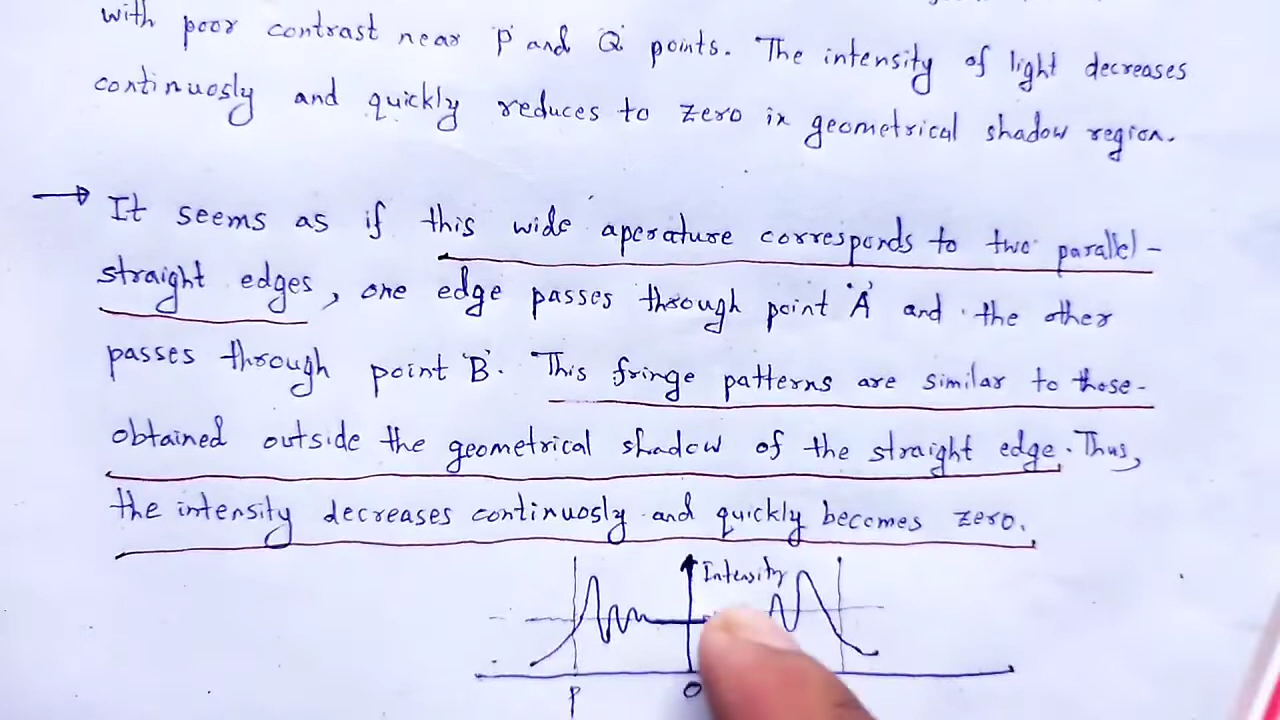 with poor contrast near 'P' and 'Q' points. The intensity of light decreases
continuosly and quickly reduces to zero in geometrical shadow region.
→ It seems as if this wide aperature corresponds to two parallel -
straight edges, one edge passes through point 'A' and the other
passes through point 'B'. This fringe patterns are similar to those -
obtained outside the geometrical shadow of the straight edge. Thus,
the intensity decreases continuosly and quickly becomes zero.
Intensity
P O